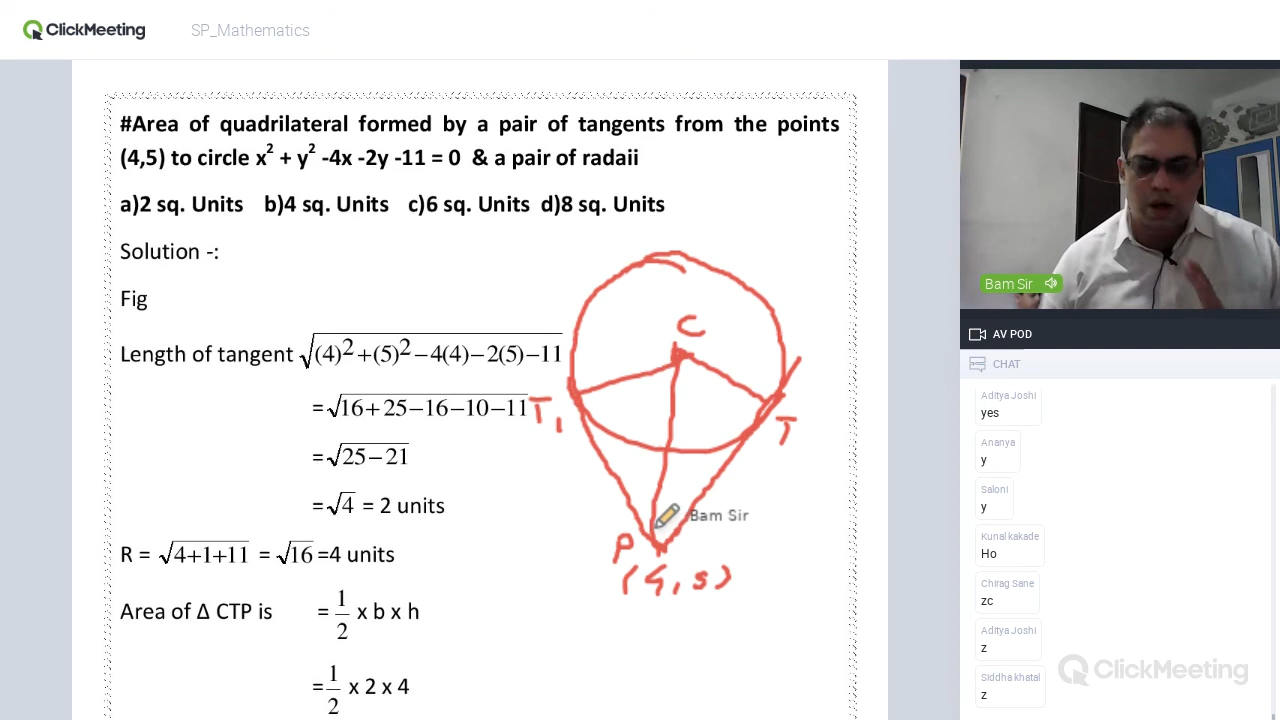 ClickMeeting
SP_Mathematics
#Area of quadrilateral formed by a pair of tangents from the points
(4,5) to circle x² + y² -4x -2y -11 = 0 & a pair of radaii
a)2 sq. Units b)4 sq. Units c)6 sq. Units d)8 sq. Units
Solution -:
Fig
Length of tangent √(4)²+(5)²−4(4)−2(5)−11
=√16+25−16−10−11
=√25−21
=√4 = 2 units
R = √4+1+11 = √16 =4 units
Area of Δ CTP is = 1/2 x b x h
=1/2 x 2 x 4
C
T1
T
P
(4,5)
Bam Sir
Bam Sir
AV POD
CHAT
Aditya Joshi
yes
Ananya
y
Saloni
y
Kunal kakade
Ho
Chirag Sane
zc
Aditya Joshi
z
Siddha khatal
z
ClickMeeting